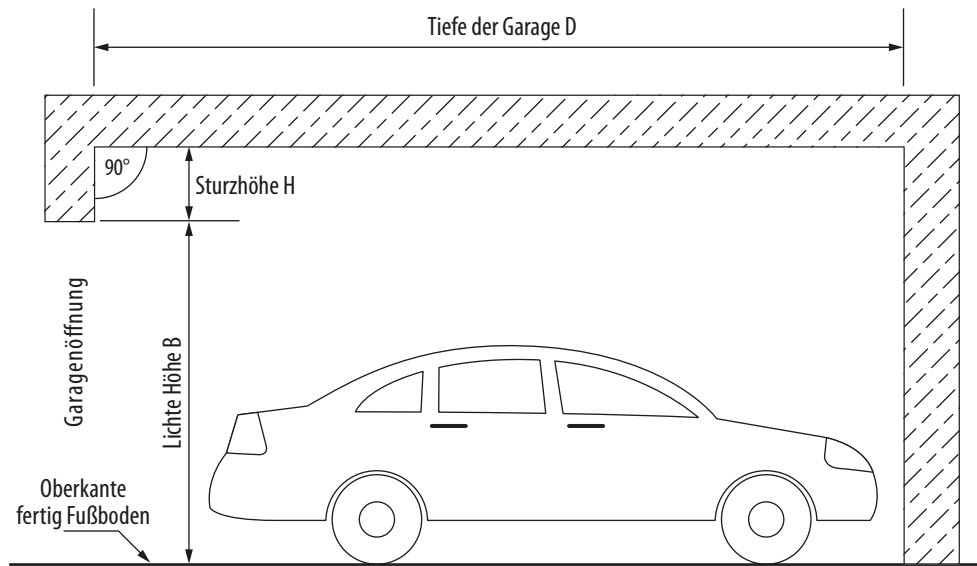 Tiefe der Garage D
90°
Sturzhöhe H
Garagenöffnung
Lichte Höhe B
Oberkante
fertig Fußboden